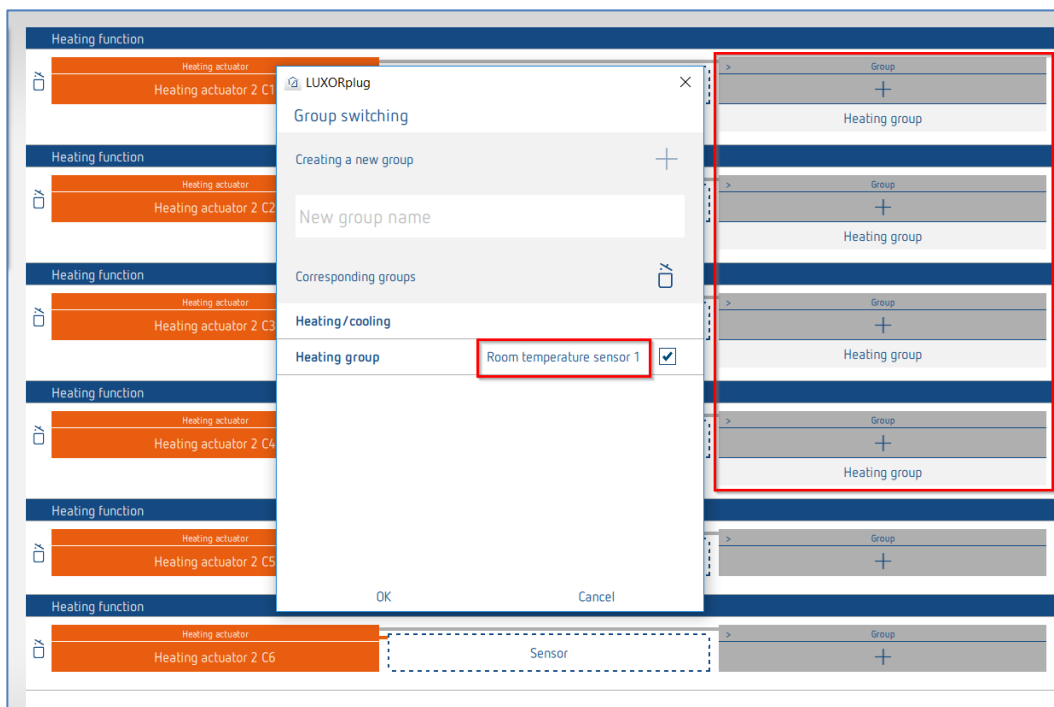 Heating function
Heating actuator
Heating actuator 2 C1
> Group
+
Heating group
Heating function
Heating actuator
Heating actuator 2 C2
> Group
+
Heating group
Heating function
Heating actuator
Heating actuator 2 C3
> Group
+
Heating group
Heating function
Heating actuator
Heating actuator 2 C4
> Group
+
Heating group
Heating function
Heating actuator
Heating actuator 2 C5
> Group
+
Heating function
Heating actuator
Heating actuator 2 C6
Sensor
> Group
+
LUXORplug
Group switching
Creating a new group
New group name
Corresponding groups
Heating/cooling
Heating group Room temperature sensor 1
OK Cancel